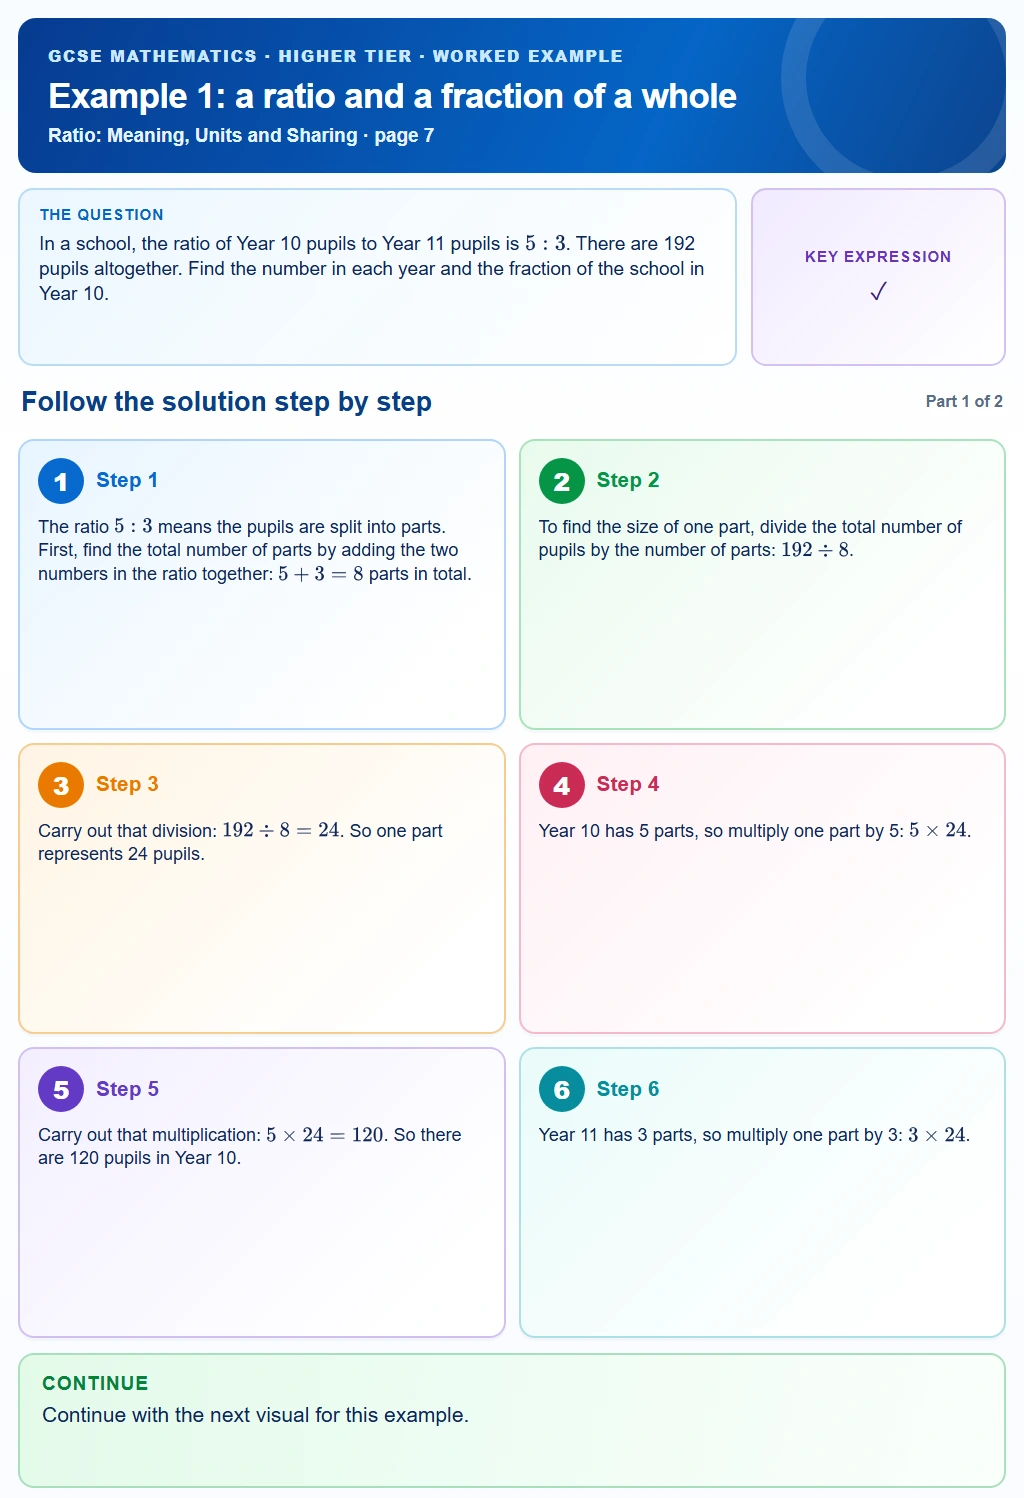 GCSE MATHEMATICS · HIGHER TIER · WORKED EXAMPLE
Example 1: a ratio and a fraction of a whole
Ratio: Meaning, Units and Sharing · page 7
THE QUESTION
In a school, the ratio of Year 10 pupils to Year 11 pupils is 5 : 3. There are 192
pupils altogether. Find the number in each year and the fraction of the school in
Year 10.
KEY EXPRESSION
✓
Follow the solution step by step
Part 1 of 2
1 Step 1
The ratio 5 : 3 means the pupils are split into parts.
First, find the total number of parts by adding the two
numbers in the ratio together: 5 + 3 = 8 parts in total.
2 Step 2
To find the size of one part, divide the total number of
pupils by the number of parts: 192 ÷ 8.
3 Step 3
Carry out that division: 192 ÷ 8 = 24. So one part
represents 24 pupils.
4 Step 4
Year 10 has 5 parts, so multiply one part by 5: 5 × 24.
5 Step 5
Carry out that multiplication: 5 × 24 = 120. So there
are 120 pupils in Year 10.
6 Step 6
Year 11 has 3 parts, so multiply one part by 3: 3 × 24.
CONTINUE
Continue with the next visual for this example.